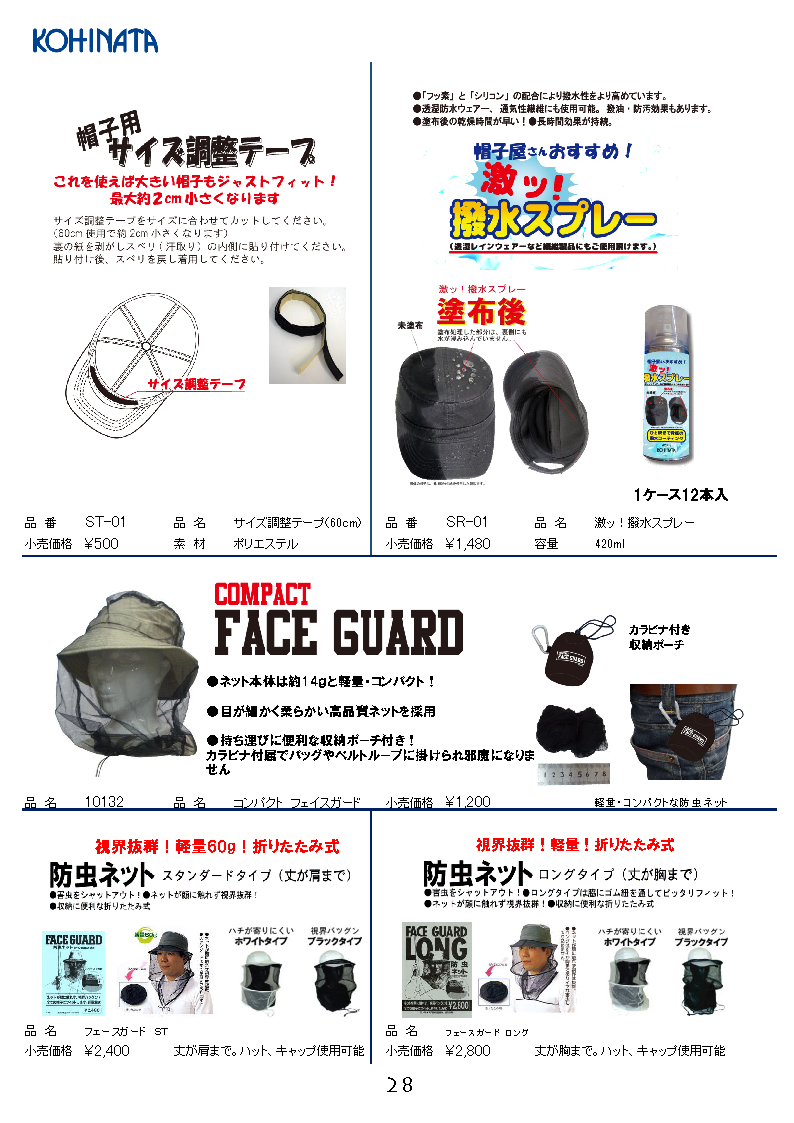 KOHINATA
帽子用
サイズ調整テープ
これを使えば大きい帽子もジャストフィット！
最大約2cm小さくなります
サイズ調整テープをサイズに合わせてカットしてください。
(60cm使用で約2cm小さくなります)
裏の紙を剥がしスベリ(汗取り)の内側に貼り付けてください。
貼り付け後、スベリを戻し着用してください。
サイズ調整テープ
品 番 ST-01 品 名 サイズ調整テープ(60cm)
小売価格 ¥500 素 材 ポリエステル
●「フッ素」と「シリコン」の配合により撥水性をより高めています。
●透湿防水ウェアー、通気性繊維にも使用可能。撥油・防汚効果もあります。
●塗布後の乾燥時間が早い！●長時間効果が持続。
帽子屋さんおすすめ！
激ッ！
撥水スプレー
(透湿レインウェアーなど繊維製品にもご使用頂けます。)
激ッ！撥水スプレー
塗布後
未塗布
塗布処理した部分は、裏側にも
水が浸み込んでいません。
帽子屋さんおすすめ！
激ッ！
撥水スプレー
KOHINATA
1ケース12本入
品 番 SR-01 品 名 激ッ！撥水スプレー
小売価格 ¥1,480 容量 420ml
COMPACT
FACE GUARD
●ネット本体は約14gと軽量・コンパクト！
●目が細かく柔らかい高品質ネットを採用
●持ち運びに便利な収納ポーチ付き！
カラビナ付属でバッグやベルトループに掛けられ邪魔になりま
せん
カラビナ付き
収納ポーチ
FACE GUARD
FACE GUARD
1 2 3 4 5 6 7 8
品 名 10132 品 名 コンパクト フェイスガード 小売価格 ¥1,200 軽量・コンパクトな防虫ネット
視界抜群！軽量60g！折りたたみ式
防虫ネット スタンダードタイプ（丈が肩まで）
●害虫をシャットアウト！●ネットが顔に触れず視界抜群！
●収納に便利な折りたたみ式
FACE GUARD
¥2,400
ハチが寄りにくい
ホワイトタイプ
視界バツグン
ブラックタイプ
品 名 フェースガード ST
小売価格 ¥2,400 丈が肩まで。ハット、キャップ使用可能
視界抜群！軽量！折りたたみ式
防虫ネット ロングタイプ（丈が胸まで）
●害虫をシャットアウト！●ロングタイプは脇にゴム紐を通してピッタリフィット！
●ネットが顔に触れず視界抜群！●収納に便利な折りたたみ式
FACE GUARD
LONG
防虫
ネット
¥2,800
ハチが寄りにくい
ホワイトタイプ
視界バツグン
ブラックタイプ
品 名 フェースガード ロング
小売価格 ¥2,800 丈が胸まで。ハット、キャップ使用可能
28